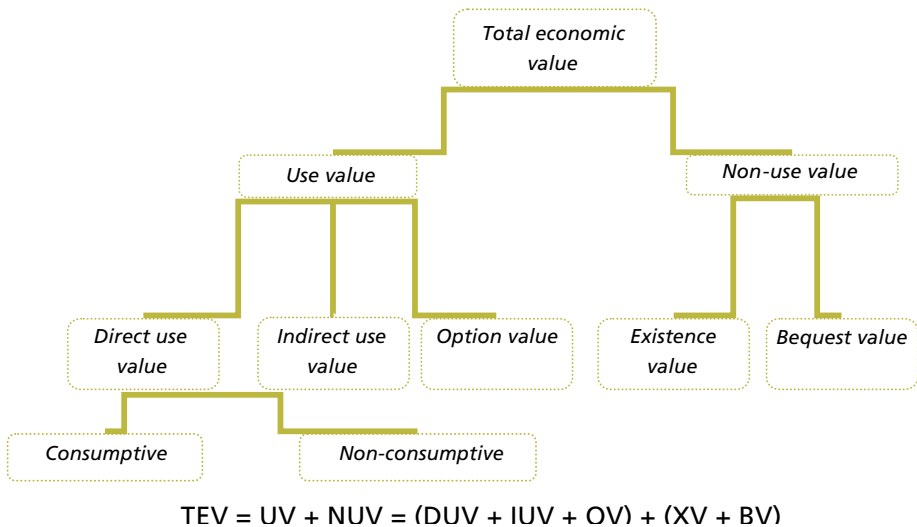 Total economic
value
Use value
Non-use value
Direct use
value
Indirect use
value
Option value
Existence
value
Bequest value
Consumptive
Non-consumptive
TEV = UV + NUV = (DUV + IUV + OV) + (XV + BV)